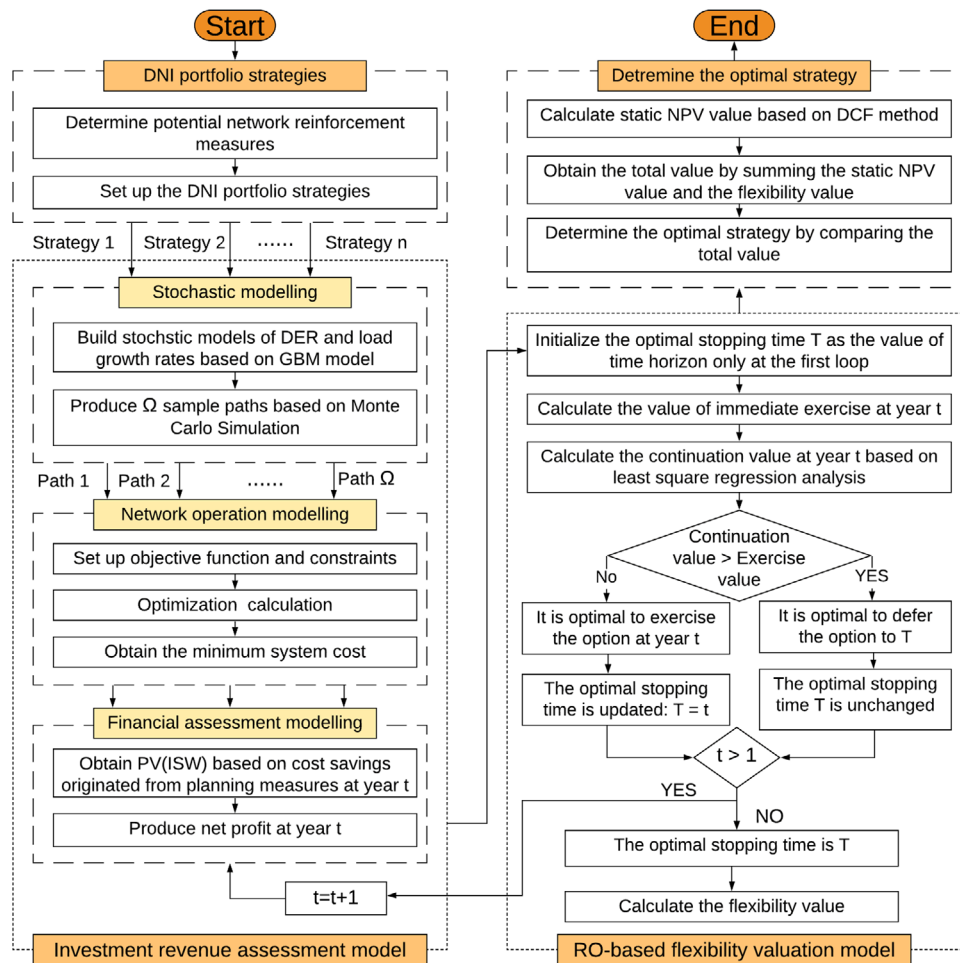 Start
DNI portfolio strategies
Determine potential network reinforcement
measures
Set up the DNI portfolio strategies
Strategy 1
Strategy 2
......
Strategy n
Stochastic modelling
Build stochstic models of DER and load
growth rates based on GBM model
Produce Ω sample paths based on Monte
Carlo Simulation
Path 1
Path 2
......
Path Ω
Network operation modelling
Set up objective function and constraints
Optimization calculation
Obtain the minimum system cost
Financial assessment modelling
Obtain PV(ISW) based on cost savings
originated from planning measures at year t
Produce net profit at year t
t=t+1
Investment revenue assessment model
End
Detremine the optimal strategy
Calculate static NPV value based on DCF method
Obtain the total value by summing the static NPV
value and the flexibility value
Determine the optimal strategy by comparing the
total value
Initialize the optimal stopping time T as the value of
time horizon only at the first loop
Calculate the value of immediate exercise at year t
Calculate the continuation value at year t based on
least square regression analysis
Continuation
value > Exercise
value
No
YES
It is optimal to exercise
the option at year t
It is optimal to defer
the option to T
The optimal stopping
time is updated: T = t
The optimal stopping
time T is unchanged
t > 1
YES
NO
The optimal stopping time is T
Calculate the flexibility value
RO-based flexibility valuation model